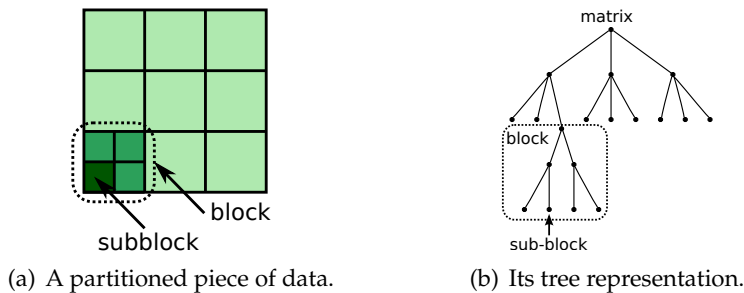 matrix
block
block
subblock
sub-block
(a) A partitioned piece of data.
(b) Its tree representation.